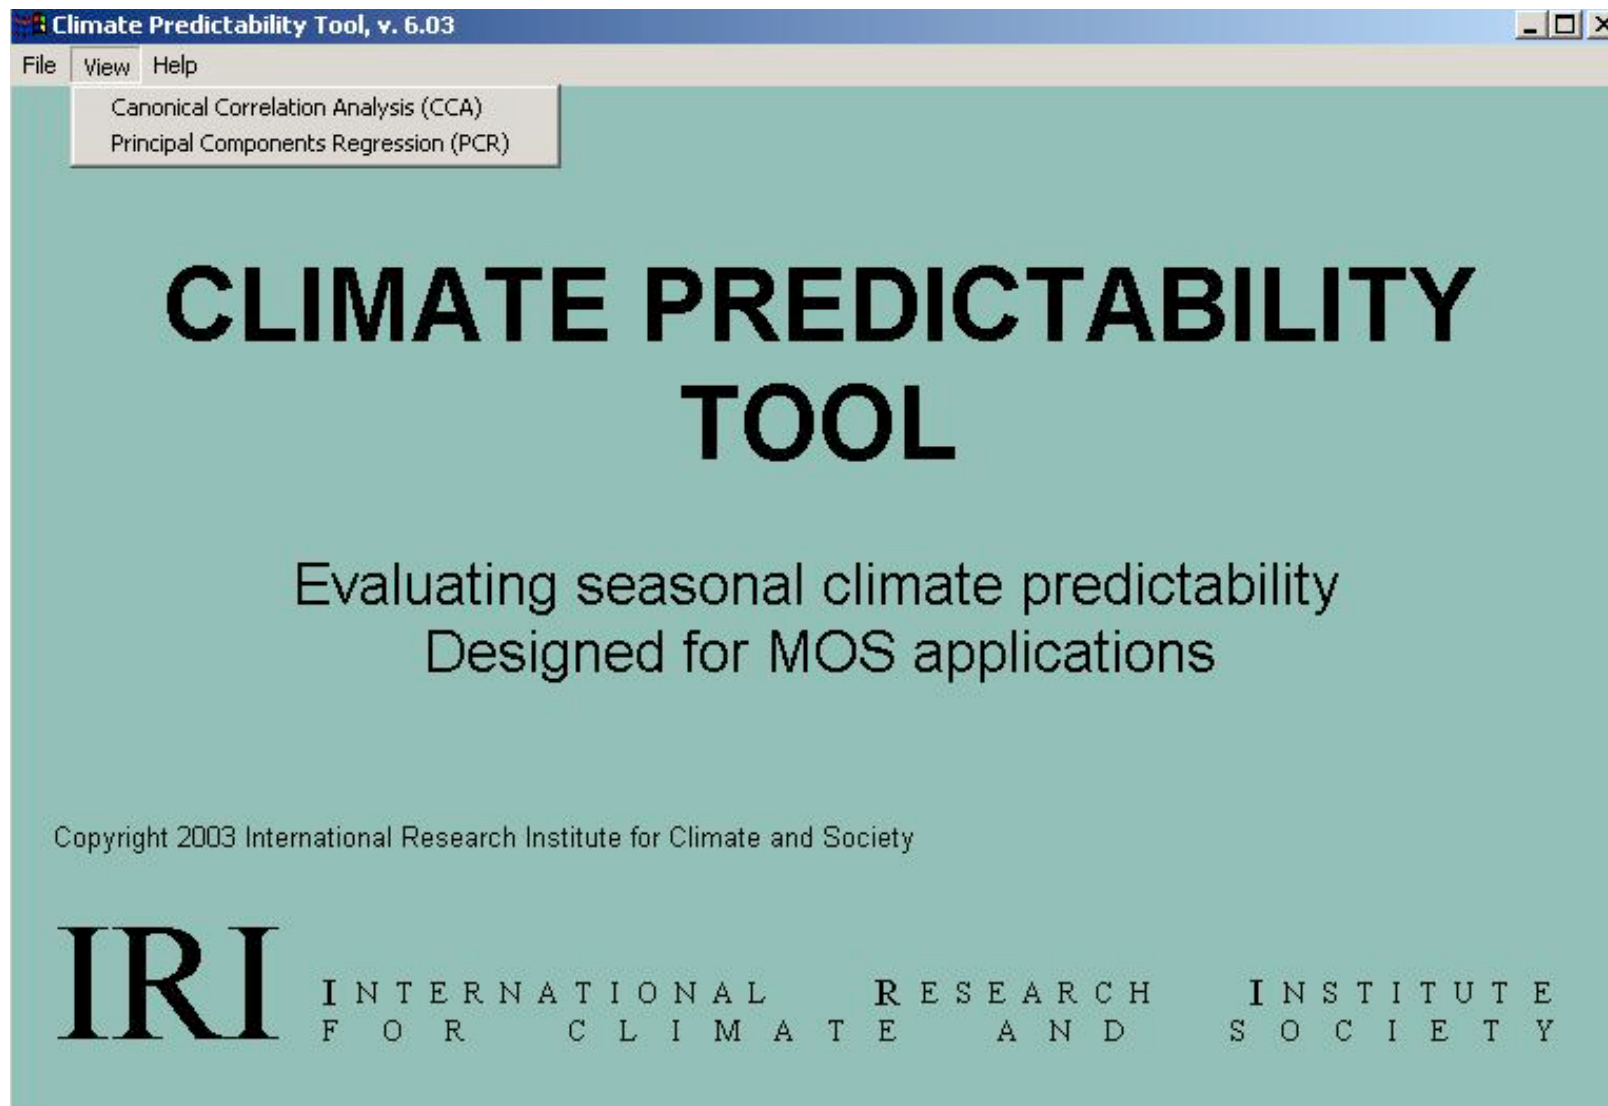 Climate Predictability Tool, v. 6.03
File View Help
Canonical Correlation Analysis (CCA)
Principal Components Regression (PCR)
CLIMATE PREDICTABILITY
TOOL
Evaluating seasonal climate predictability
Designed for MOS applications
Copyright 2003 International Research Institute for Climate and Society
IRI
INTERNATIONAL RESEARCH INSTITUTE
FOR CLIMATE AND SOCIETY